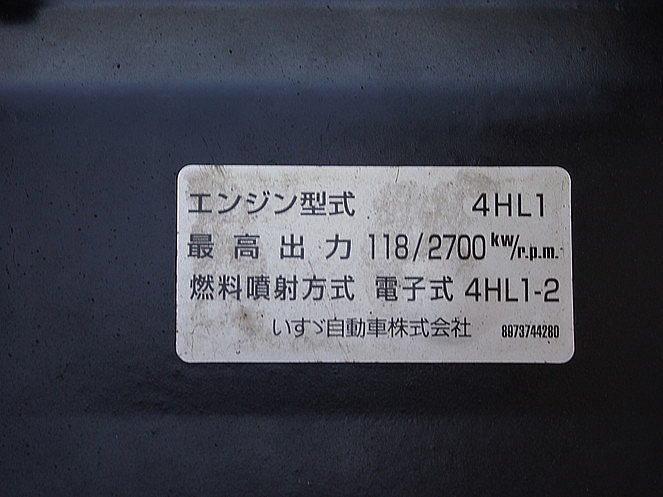 エンジン型式 4HL1
最高出力 118/2700 kw/r.p.m.
燃料噴射方式 電子式 4HL1-2
いすゞ自動車株式会社 8973744280